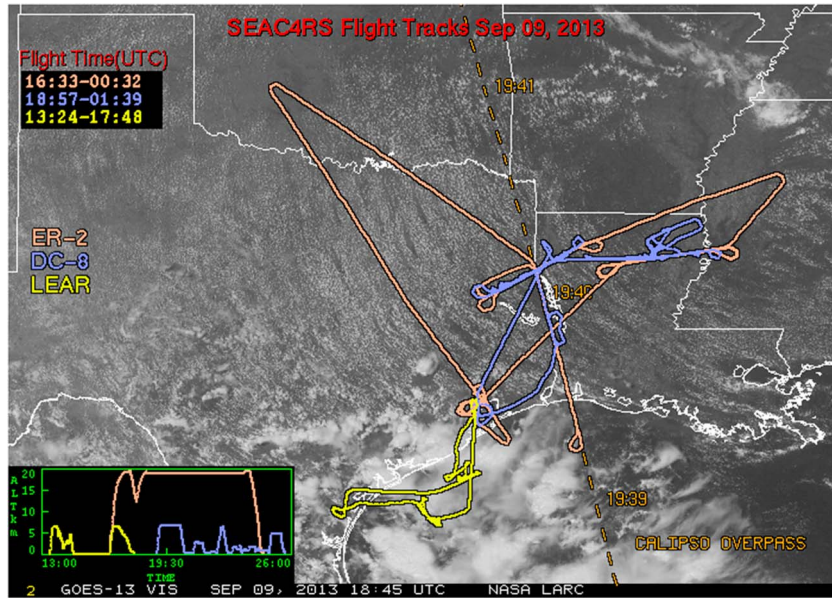 SEAC4RS Flight Tracks Sep 09, 2013
Flight Time(UTC)
16:33-00:32
18:57-01:39
13:24-17:48
19:41
ER-2
DC-8
LEAR
19:40
19:39
CALIPSO OVERPASS
ALTkm
20
15
10
5
0
13:00 19:30 26:00
TIME
2 GOES-13 VIS SEP 09, 2013 18:45 UTC NASA LARC